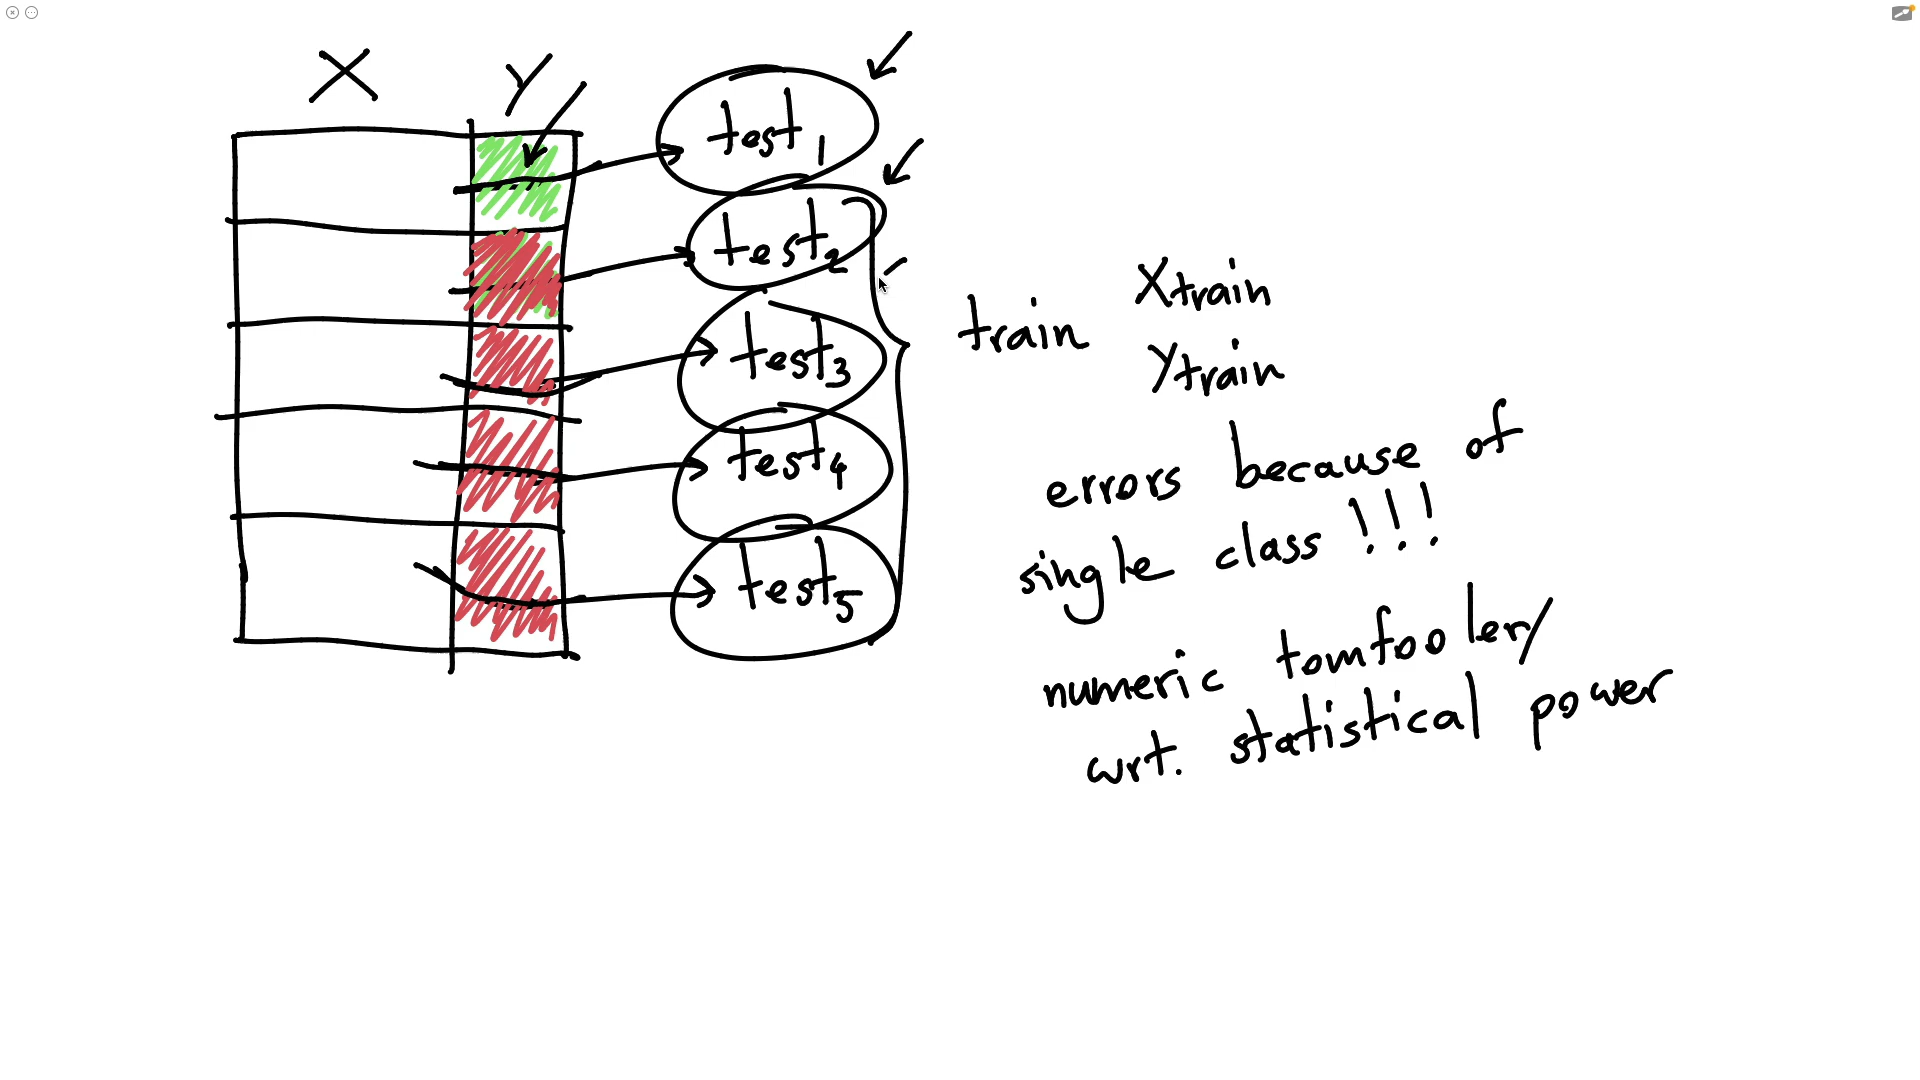 X Y
test1
test2
test3
test4
test5
train
Xtrain
Ytrain
errors because of
single class !!!
numeric tomfoolery
wrt. statistical power